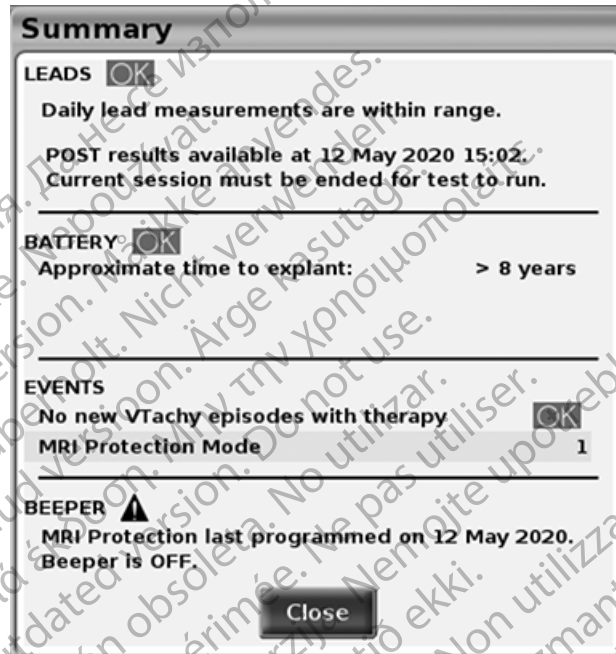 Summary
LEADS OK
Daily lead measurements are within range.
POST results available at 12 May 2020 15:02.
Current session must be ended for test to run.
BATTERY OK
Approximate time to explant: > 8 years
EVENTS
No new VTachy episodes with therapy OK
MRI Protection Mode 1
BEEPER
MRI Protection last programmed on 12 May 2020.
Beeper is OFF.
Close